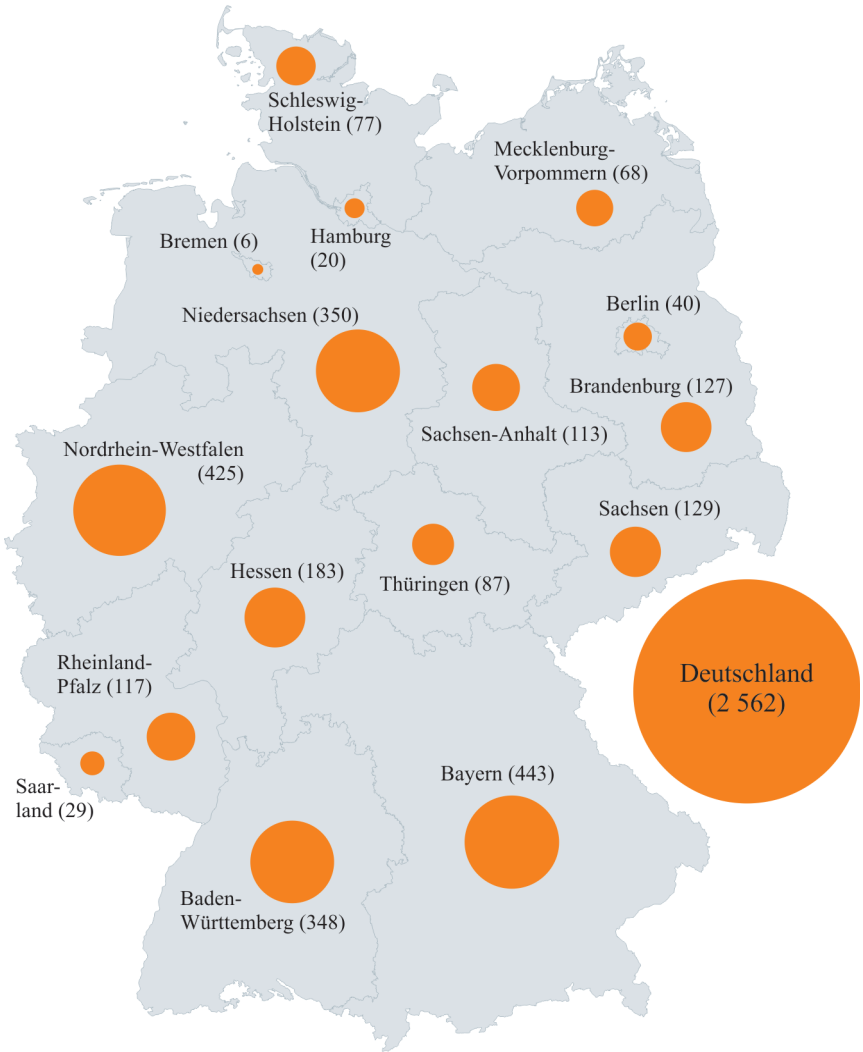 Schleswig-
Holstein (77)
Mecklenburg-
Vorpommern (68)
Hamburg
(20)
Bremen (6)
Niedersachsen (350)
Berlin (40)
Brandenburg (127)
Sachsen-Anhalt (113)
Nordrhein-Westfalen
(425)
Sachsen (129)
Hessen (183)
Thüringen (87)
Rheinland-
Pfalz (117)
Deutschland
(2 562)
Saar-
land (29)
Bayern (443)
Baden-
Württemberg (348)